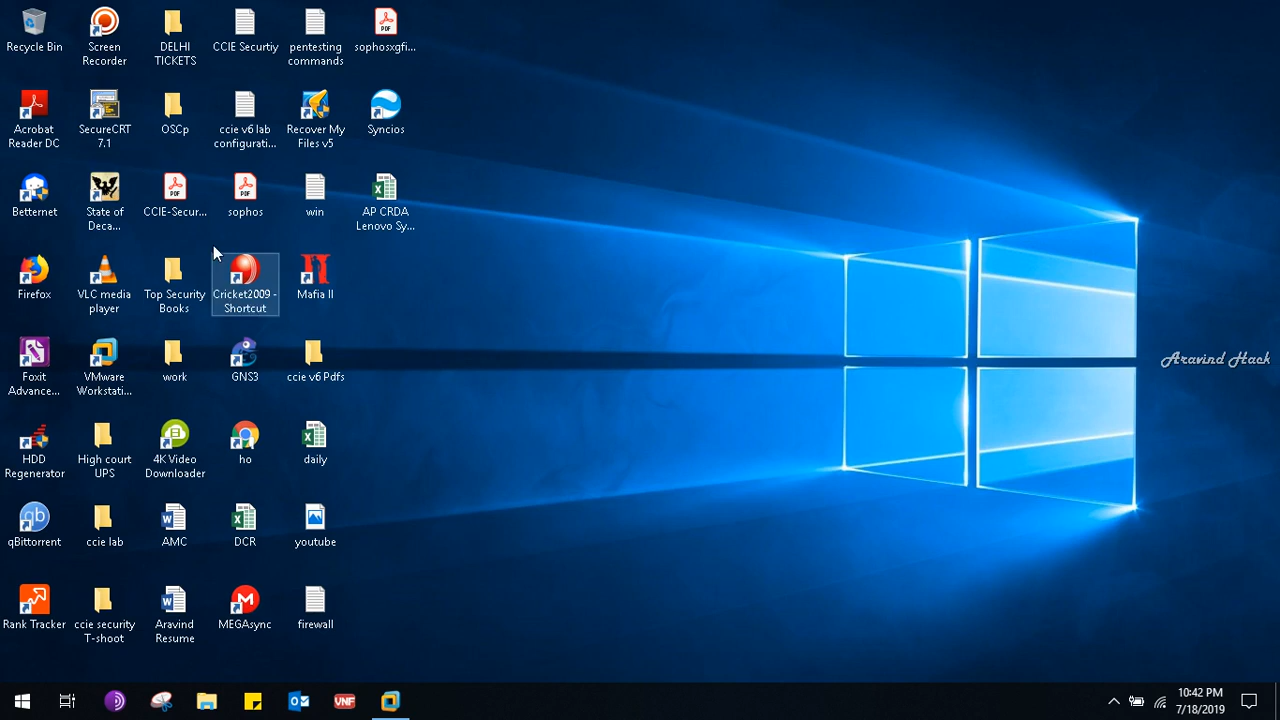 Recycle Bin
Screen
Recorder
DELHI
TICKETS
CCIE Securtiy
pentesting
commands
sophosxgfi...
Acrobat
Reader DC
SecureCRT
7.1
OSCp
ccie v6 lab
configurati...
Recover My
Files v5
Syncios
Betternet
State of
Deca...
CCIE-Secur...
sophos
win
AP CRDA
Lenovo Sy...
Firefox
VLC media
player
Top Security
Books
Cricket2009 -
Shortcut
Mafia II
Foxit
Advance...
VMware
Workstati...
work
GNS3
ccie v6 Pdfs
Aravind Hack
HDD
Regenerator
High court
UPS
4K Video
Downloader
ho
daily
qBittorrent
ccie lab
AMC
DCR
youtube
Rank Tracker
ccie security
T-shoot
Aravind
Resume
MEGAsync
firewall
VNF
10:42 PM
7/18/2019